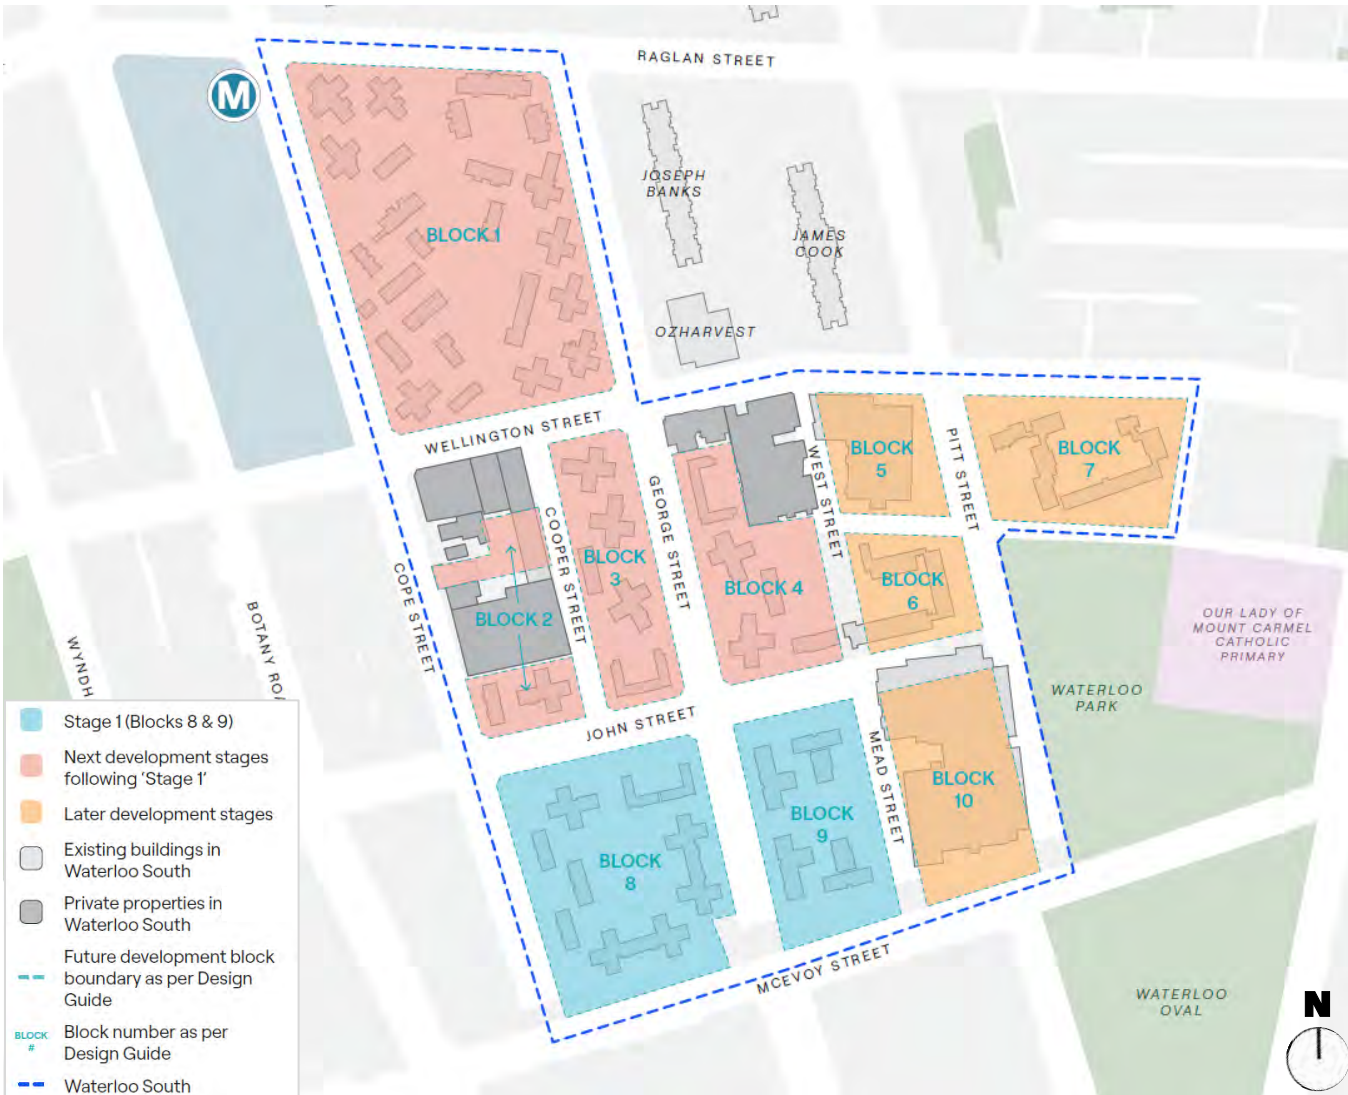 RAGLAN STREET
M
JOSEPH
BANKS
JAMES
COOK
BLOCK 1
OZHARVEST
WELLINGTON STREET
BLOCK
5
BLOCK
7
WEST STREET
PITT STREET
GEORGE STREET
COOPER STREET
BLOCK
3
BLOCK 4
BLOCK
6
COPE STREET
BLOCK 2
BOTANY ROA
WYNDH
OUR LADY OF
MOUNT CARMEL
CATHOLIC
PRIMARY
WATERLOO
PARK
JOHN STREET
MEAD STREET
BLOCK
10
BLOCK
9
BLOCK
8
MCEVOY STREET
WATERLOO
OVAL
N
Stage 1 (Blocks 8 & 9)
Next development stages
following ‘Stage 1’
Later development stages
Existing buildings in
Waterloo South
Private properties in
Waterloo South
Future development block
boundary as per Design
Guide
BLOCK
#
Block number as per
Design Guide
Waterloo South